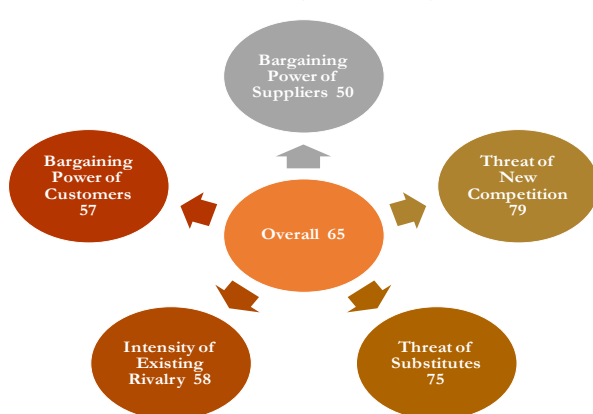 Bargaining
Power of
Suppliers 50
Bargaining
Power of
Customers
57
Threat of
New
Competition
79
Overall 65
Intensity of
Existing
Rivalry 58
Threat of
Substitutes
75